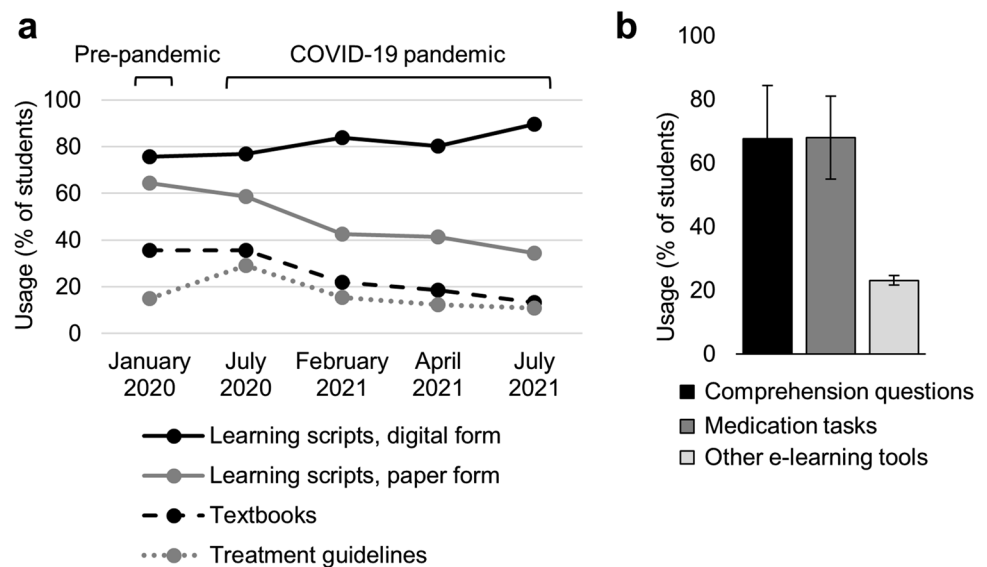 a
Pre-pandemic COVID-19 pandemic
Usage (% of students)
100
80
60
40
20
0
January 2020
July 2020
February 2021
April 2021
July 2021
Learning scripts, digital form
Learning scripts, paper form
Textbooks
Treatment guidelines
b
Usage (% of students)
100
80
60
40
20
0
Comprehension questions
Medication tasks
Other e-learning tools